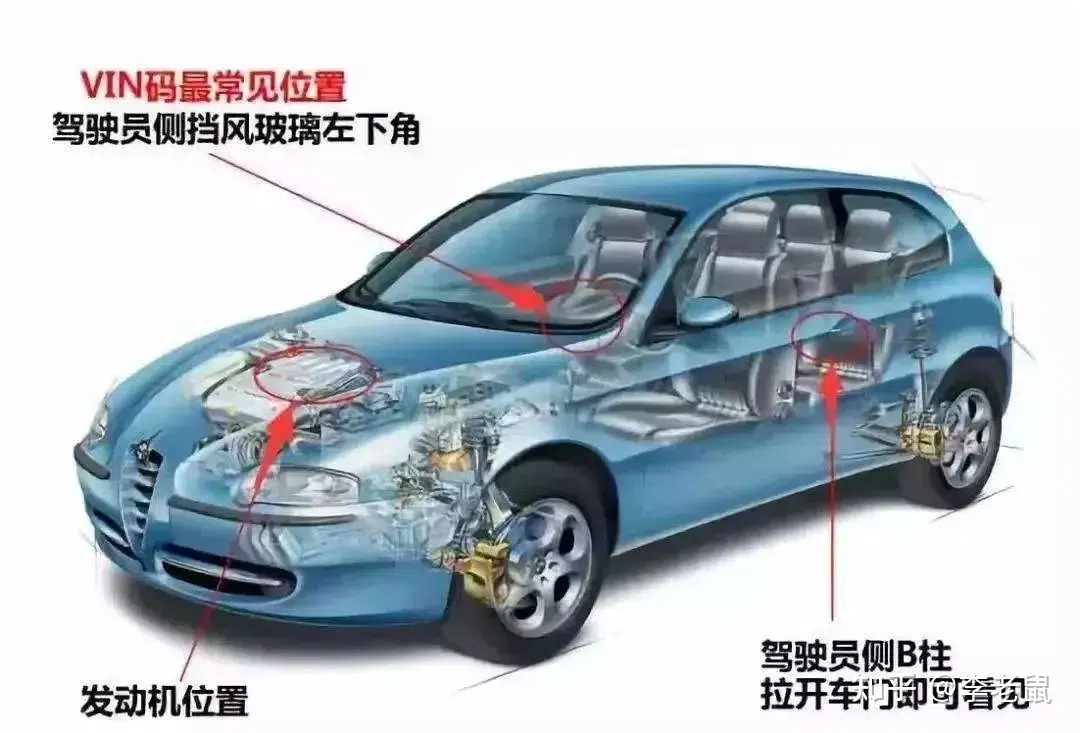 VIN码最常见位置
驾驶员侧挡风玻璃左下角
发动机位置
驾驶员侧B柱
拉开车门即可看见
知乎 @李老鼠